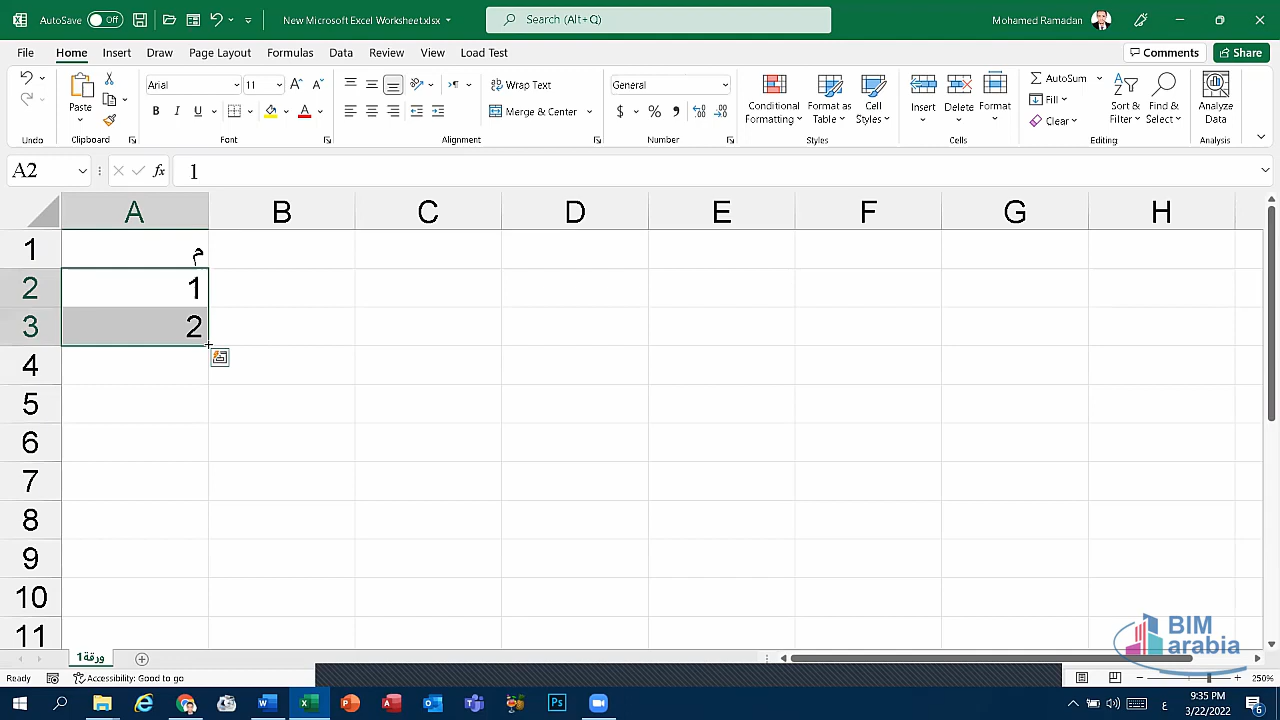 AutoSave Off New Microsoft Excel Worksheet.xlsx Search (Alt+Q) Mohamed Ramadan
File Home Insert Draw Page Layout Formulas Data Review View Load Test Comments Share
Arial 11 Wrap Text General AutoSum
Paste B I U Merge & Center $ % Conditional Formatting Format as Table Cell Styles Insert Delete Format Fill Sort & Filter Find & Select Analyze Data
Clear
Undo Clipboard Font Alignment Number Styles Cells Editing Analysis
A2 fx 1
A B C D E F G H
1 م
2 1
3 2
4
5
6
7
8
9
10
11
BIM
arabia
ورقة1
Ready Accessibility: Good to go 250%
9:35 PM
3/22/2022